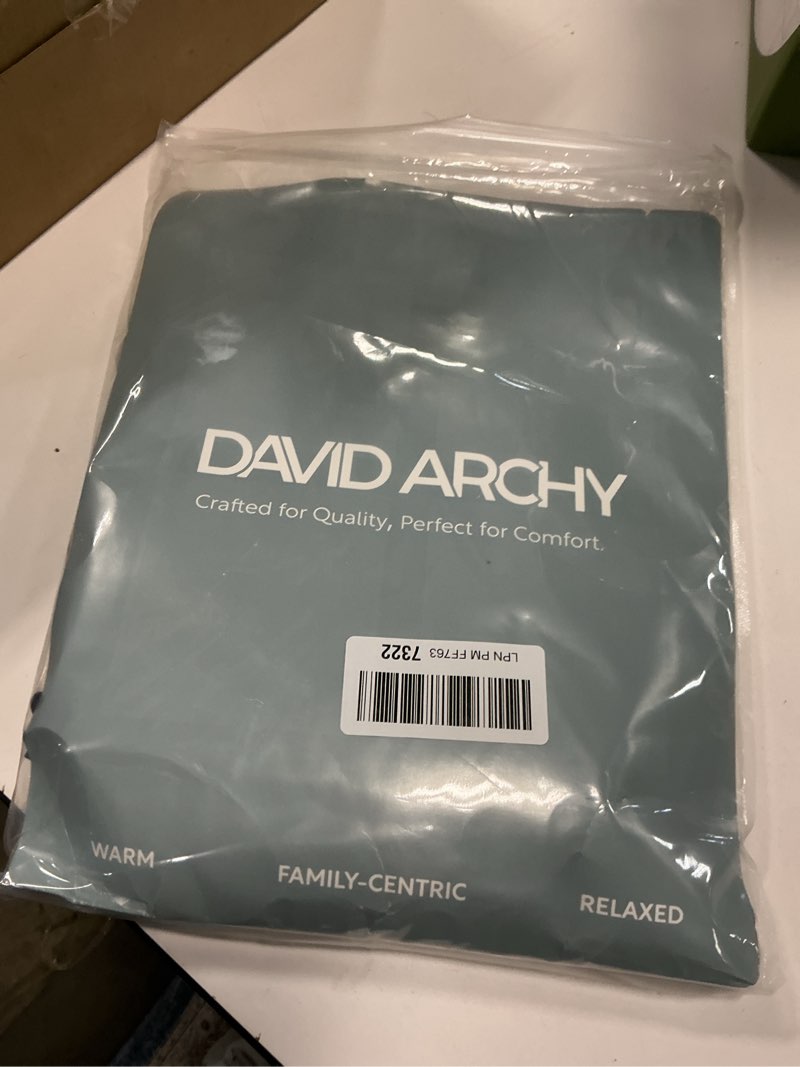 DAVID ARCHY
Crafted for Quality, Perfect for Comfort.
LPN PM FF763 7322
WARM
FAMILY-CENTRIC
RELAXED